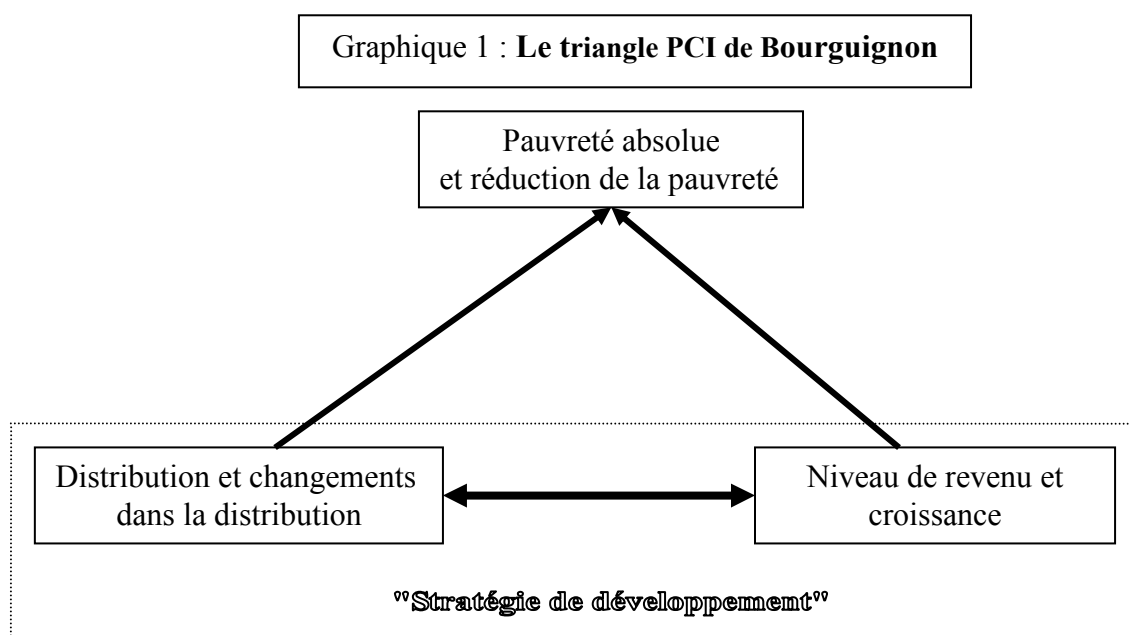 Graphique 1 : Le triangle PCI de Bourguignon
Pauvreté absolue
et réduction de la pauvreté
Distribution et changements
dans la distribution
Niveau de revenu et
croissance
"Stratégie de développement"